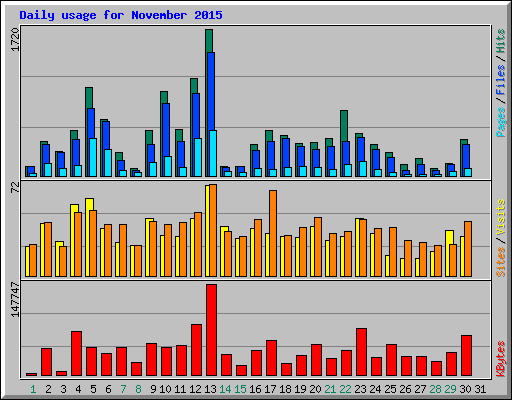 Daily usage for November 2015
1720
Pages / Files / Hits
72
Sites / Visits
147747
KBytes
1 2 3 4 5 6 7 8 9 10 11 12 13 14 15 16 17 18 19 20 21 22 23 24 25 26 27 28 29 30 31